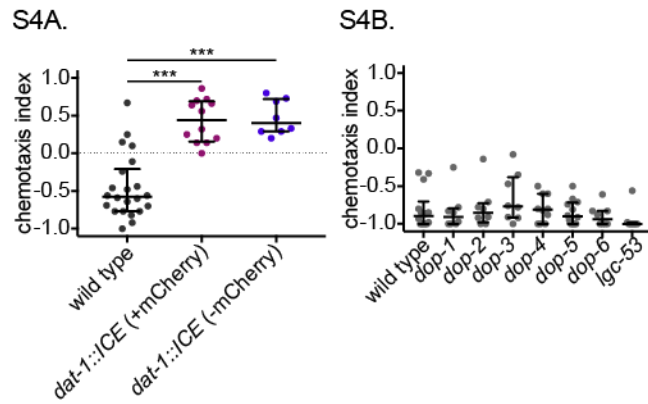 S4A.
***
***
chemotaxis index
1.0
0.5
0.0
-0.5
-1.0
wild type
dat-1::ICE (+mCherry)
dat-1::ICE (-mCherry)
S4B.
chemotaxis index
1.0
0.5
0.0
-0.5
-1.0
wild type
dop-1
dop-2
dop-3
dop-4
dop-5
dop-6
lgc-53